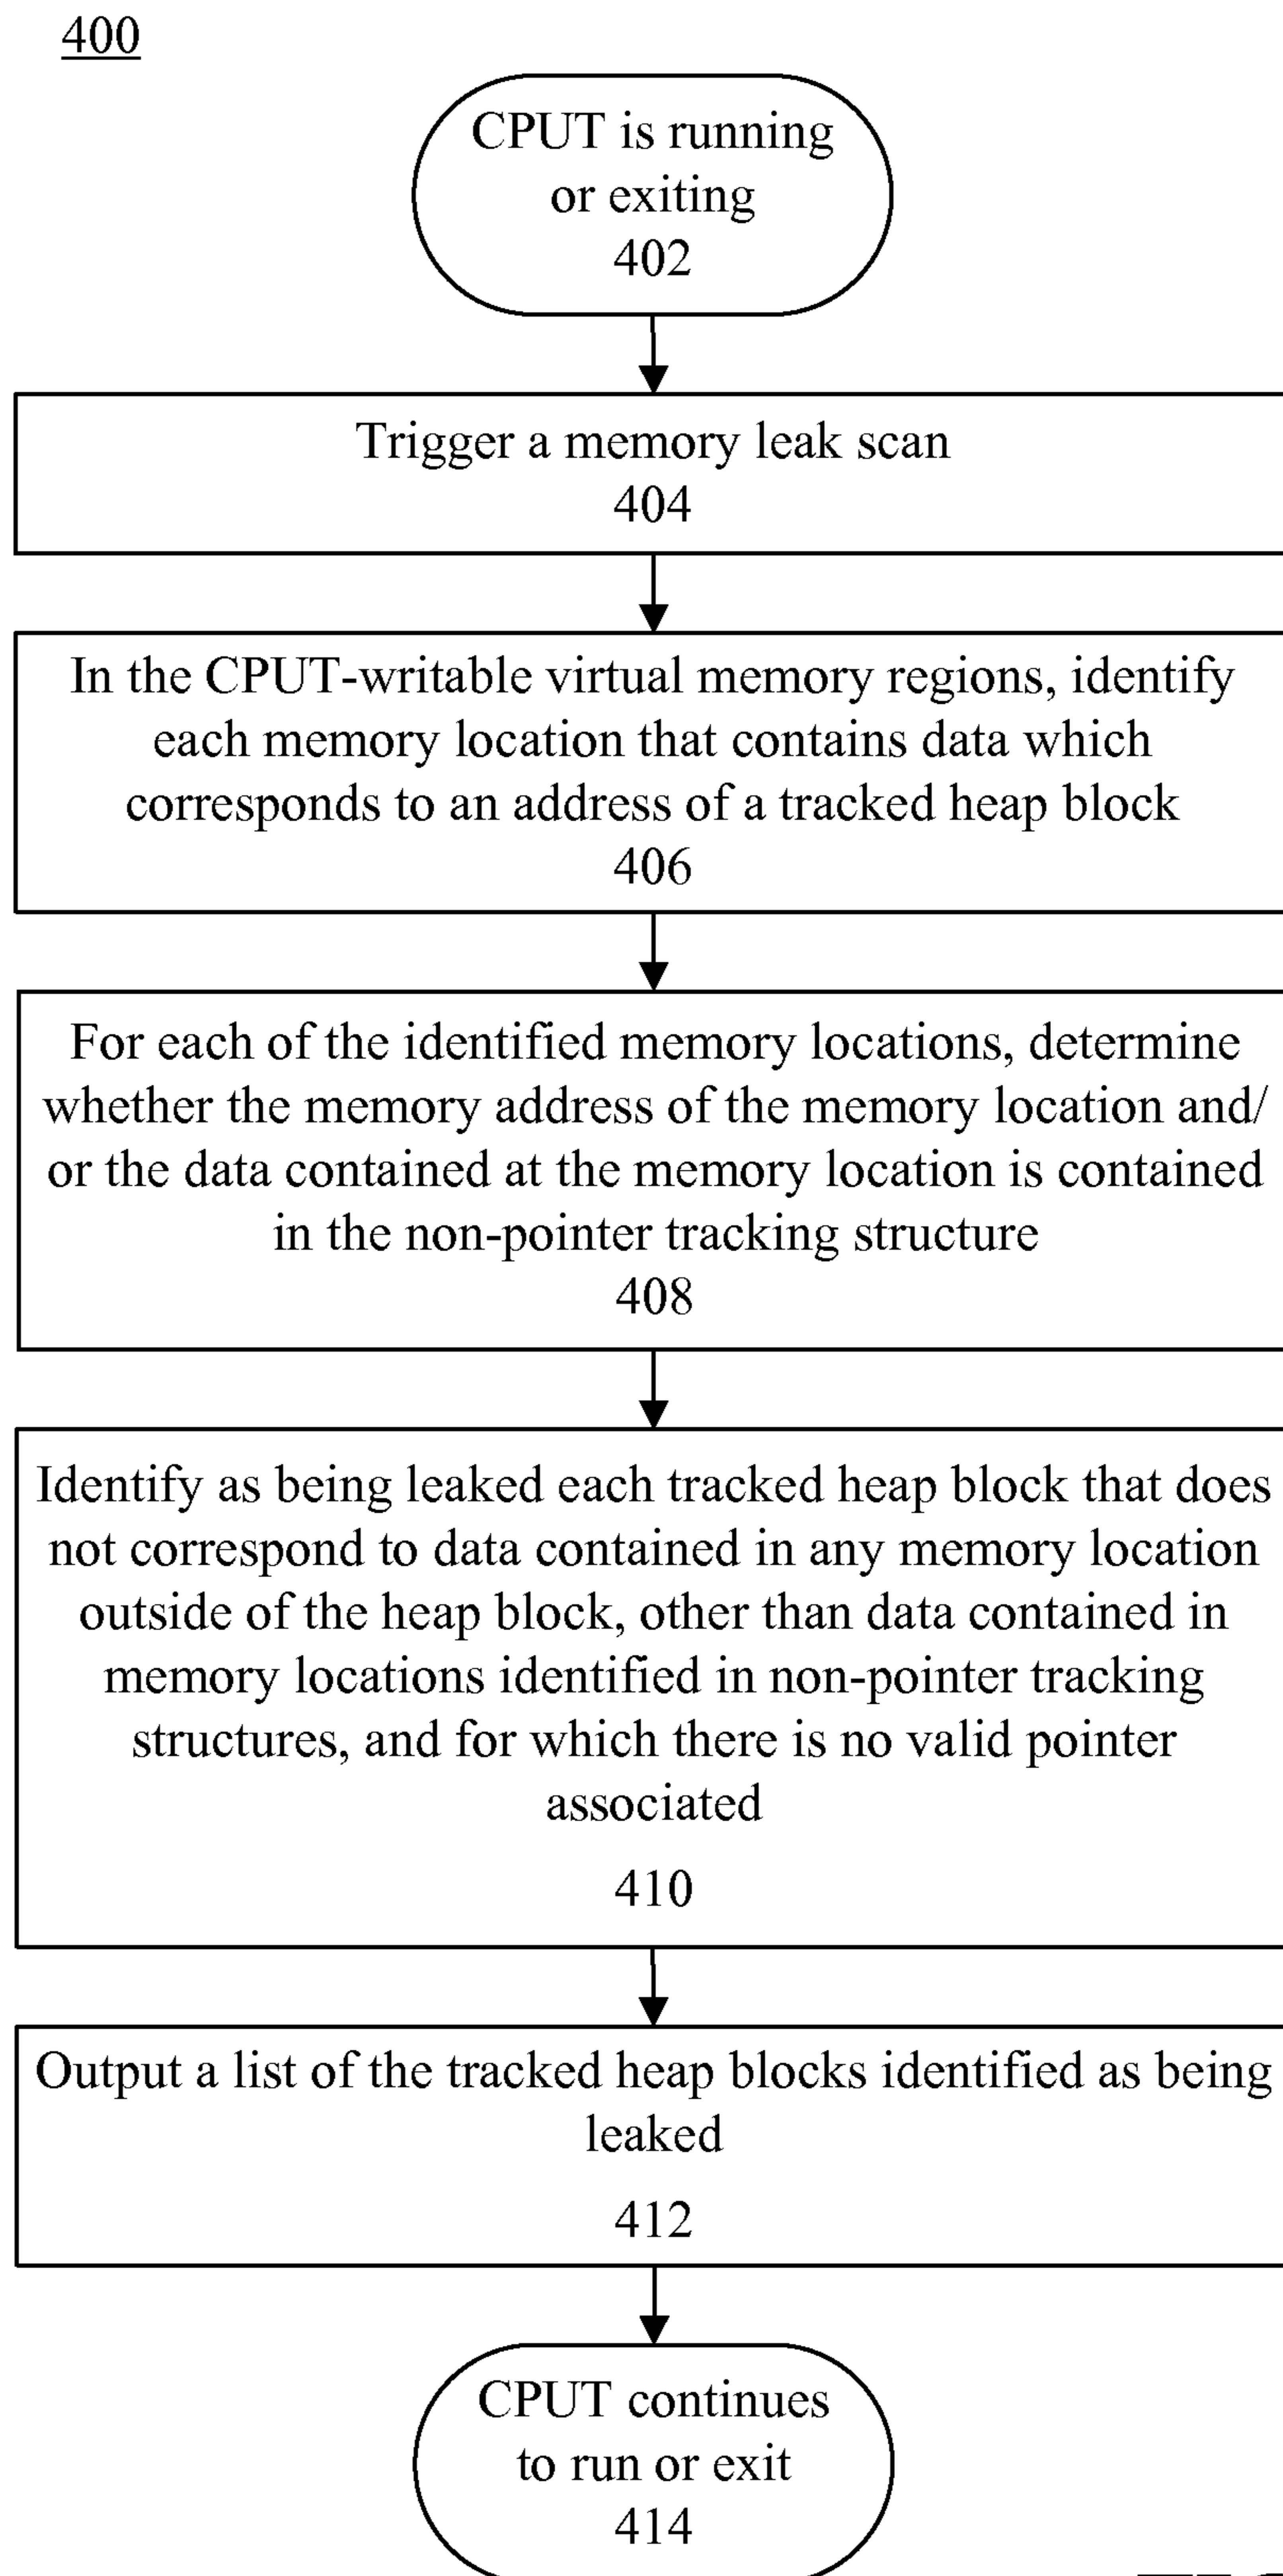 400
CPUT is running
or exiting
402
Trigger a memory leak scan
404
In the CPUT-writable virtual memory regions, identify
each memory location that contains data which
corresponds to an address of a tracked heap block
406
For each of the identified memory locations, determine
whether the memory address of the memory location and/
or the data contained at the memory location is contained
in the non-pointer tracking structure
408
Identify as being leaked each tracked heap block that does
not correspond to data contained in any memory location
outside of the heap block, other than data contained in
memory locations identified in non-pointer tracking
structures, and for which there is no valid pointer
associated
410
Output a list of the tracked heap blocks identified as being
leaked
412
CPUT continues
to run or exit
414